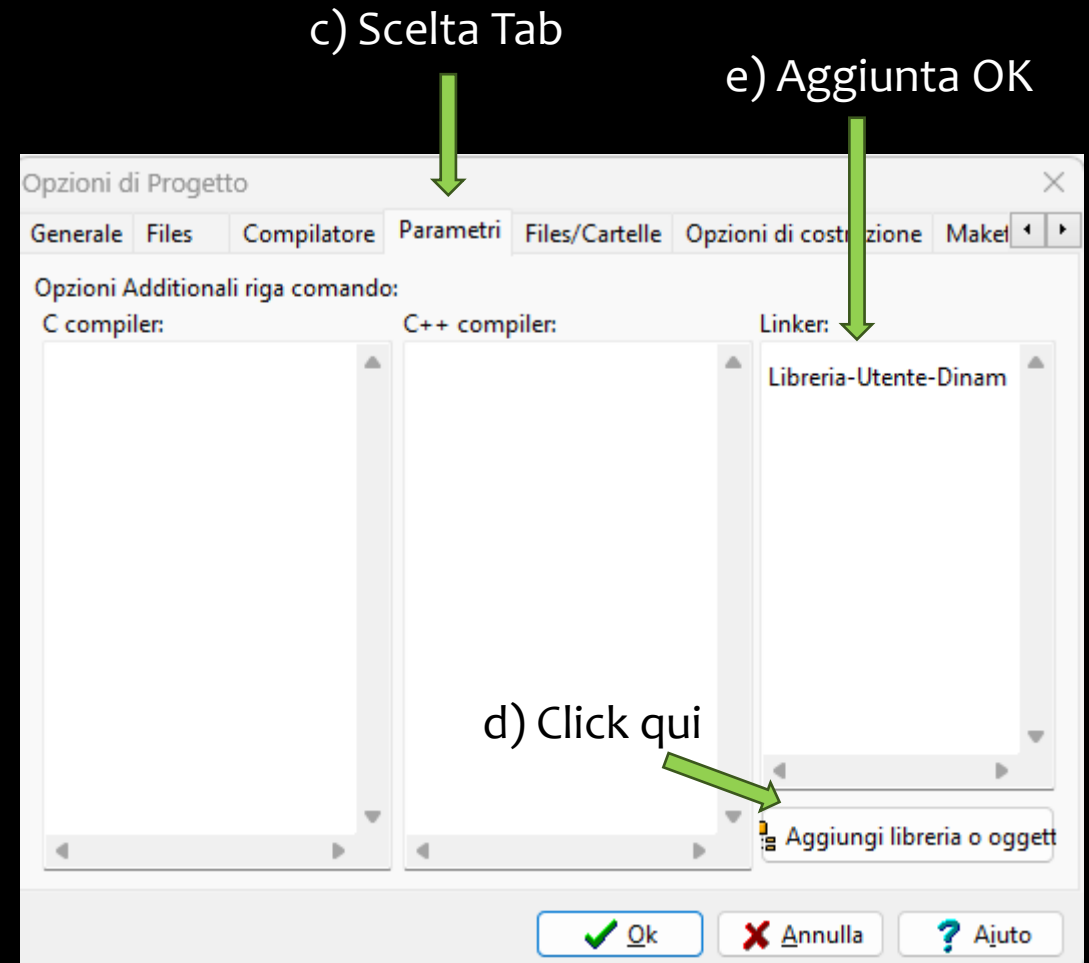 c) Scelta Tab
e) Aggiunta OK
Opzioni di Progetto
Generale Files Compilatore Parametri Files/Cartelle Opzioni di costruzione Makef
Opzioni Additionali riga comando:
C compiler: C++ compiler: Linker:
Libreria-Utente-Dinam
d) Click qui
Aggiungi libreria o oggett
Ok Annulla Aiuto